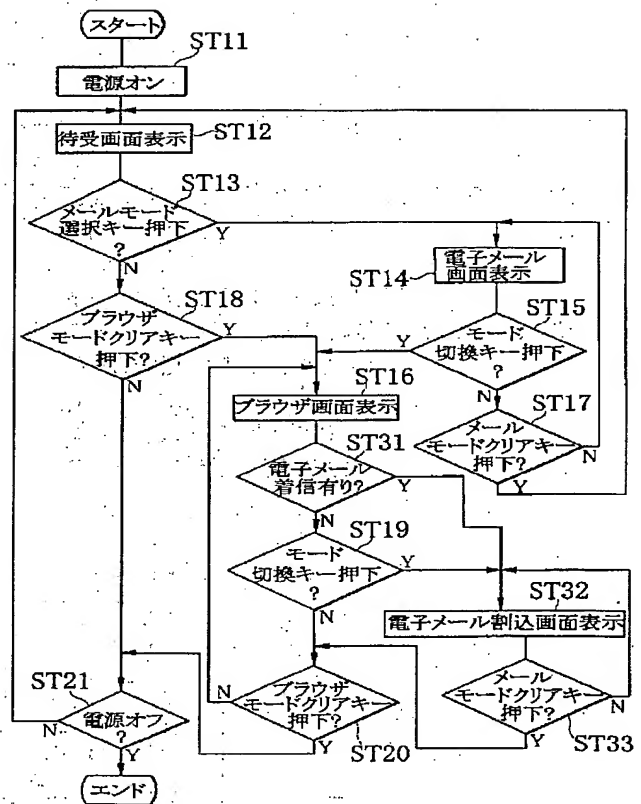 スタート
ST11
電源オン
待受画面表示
ST12
ST13
メールモード
選択キー押下
?
Y
N
ST14
電子メール
画面表示
ST18
ブラウザ
モードクリアキー
押下?
Y
N
ST15
モード
切換キー押下
?
Y
N
ST16
ブラウザ画面表示
ST17
メール
モードクリアキー
押下?
N
Y
ST31
電子メール
着信有り?
Y
N
ST19
モード
切換キー押下
?
Y
N
ST32
電子メール割込画面表示
ST21
電源オフ
?
N
Y
ブラウザ
モードクリアキー
押下?
N
Y
ST20
メール
モードクリアキー
押下?
N
Y
ST33
エンド